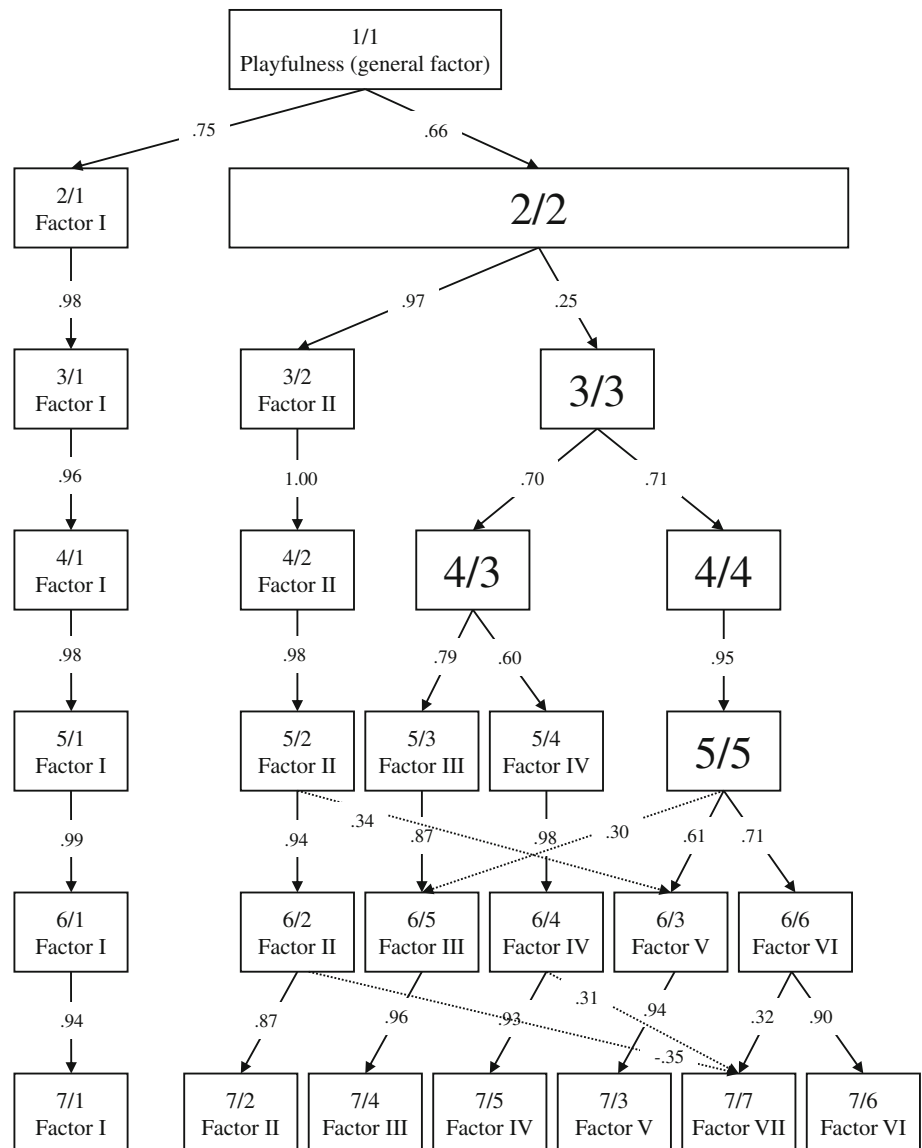 1/1
Playfulness (general factor)
.75
.66
2/1
Factor I
2/2
.98
.97
.25
3/1
Factor I
3/2
Factor II
3/3
.96
1.00
.70
.71
4/1
Factor I
4/2
Factor II
4/3
4/4
.98
.98
.79
.60
.95
5/1
Factor I
5/2
Factor II
5/3
Factor III
5/4
Factor IV
5/5
.99
.94
.34
.87
.98
.30
.61
.71
6/1
Factor I
6/2
Factor II
6/5
Factor III
6/4
Factor IV
6/3
Factor V
6/6
Factor VI
.94
.87
.96
.93
.31
.94
-.35
.32
.90
7/1
Factor I
7/2
Factor II
7/4
Factor III
7/5
Factor IV
7/3
Factor V
7/7
Factor VII
7/6
Factor VI